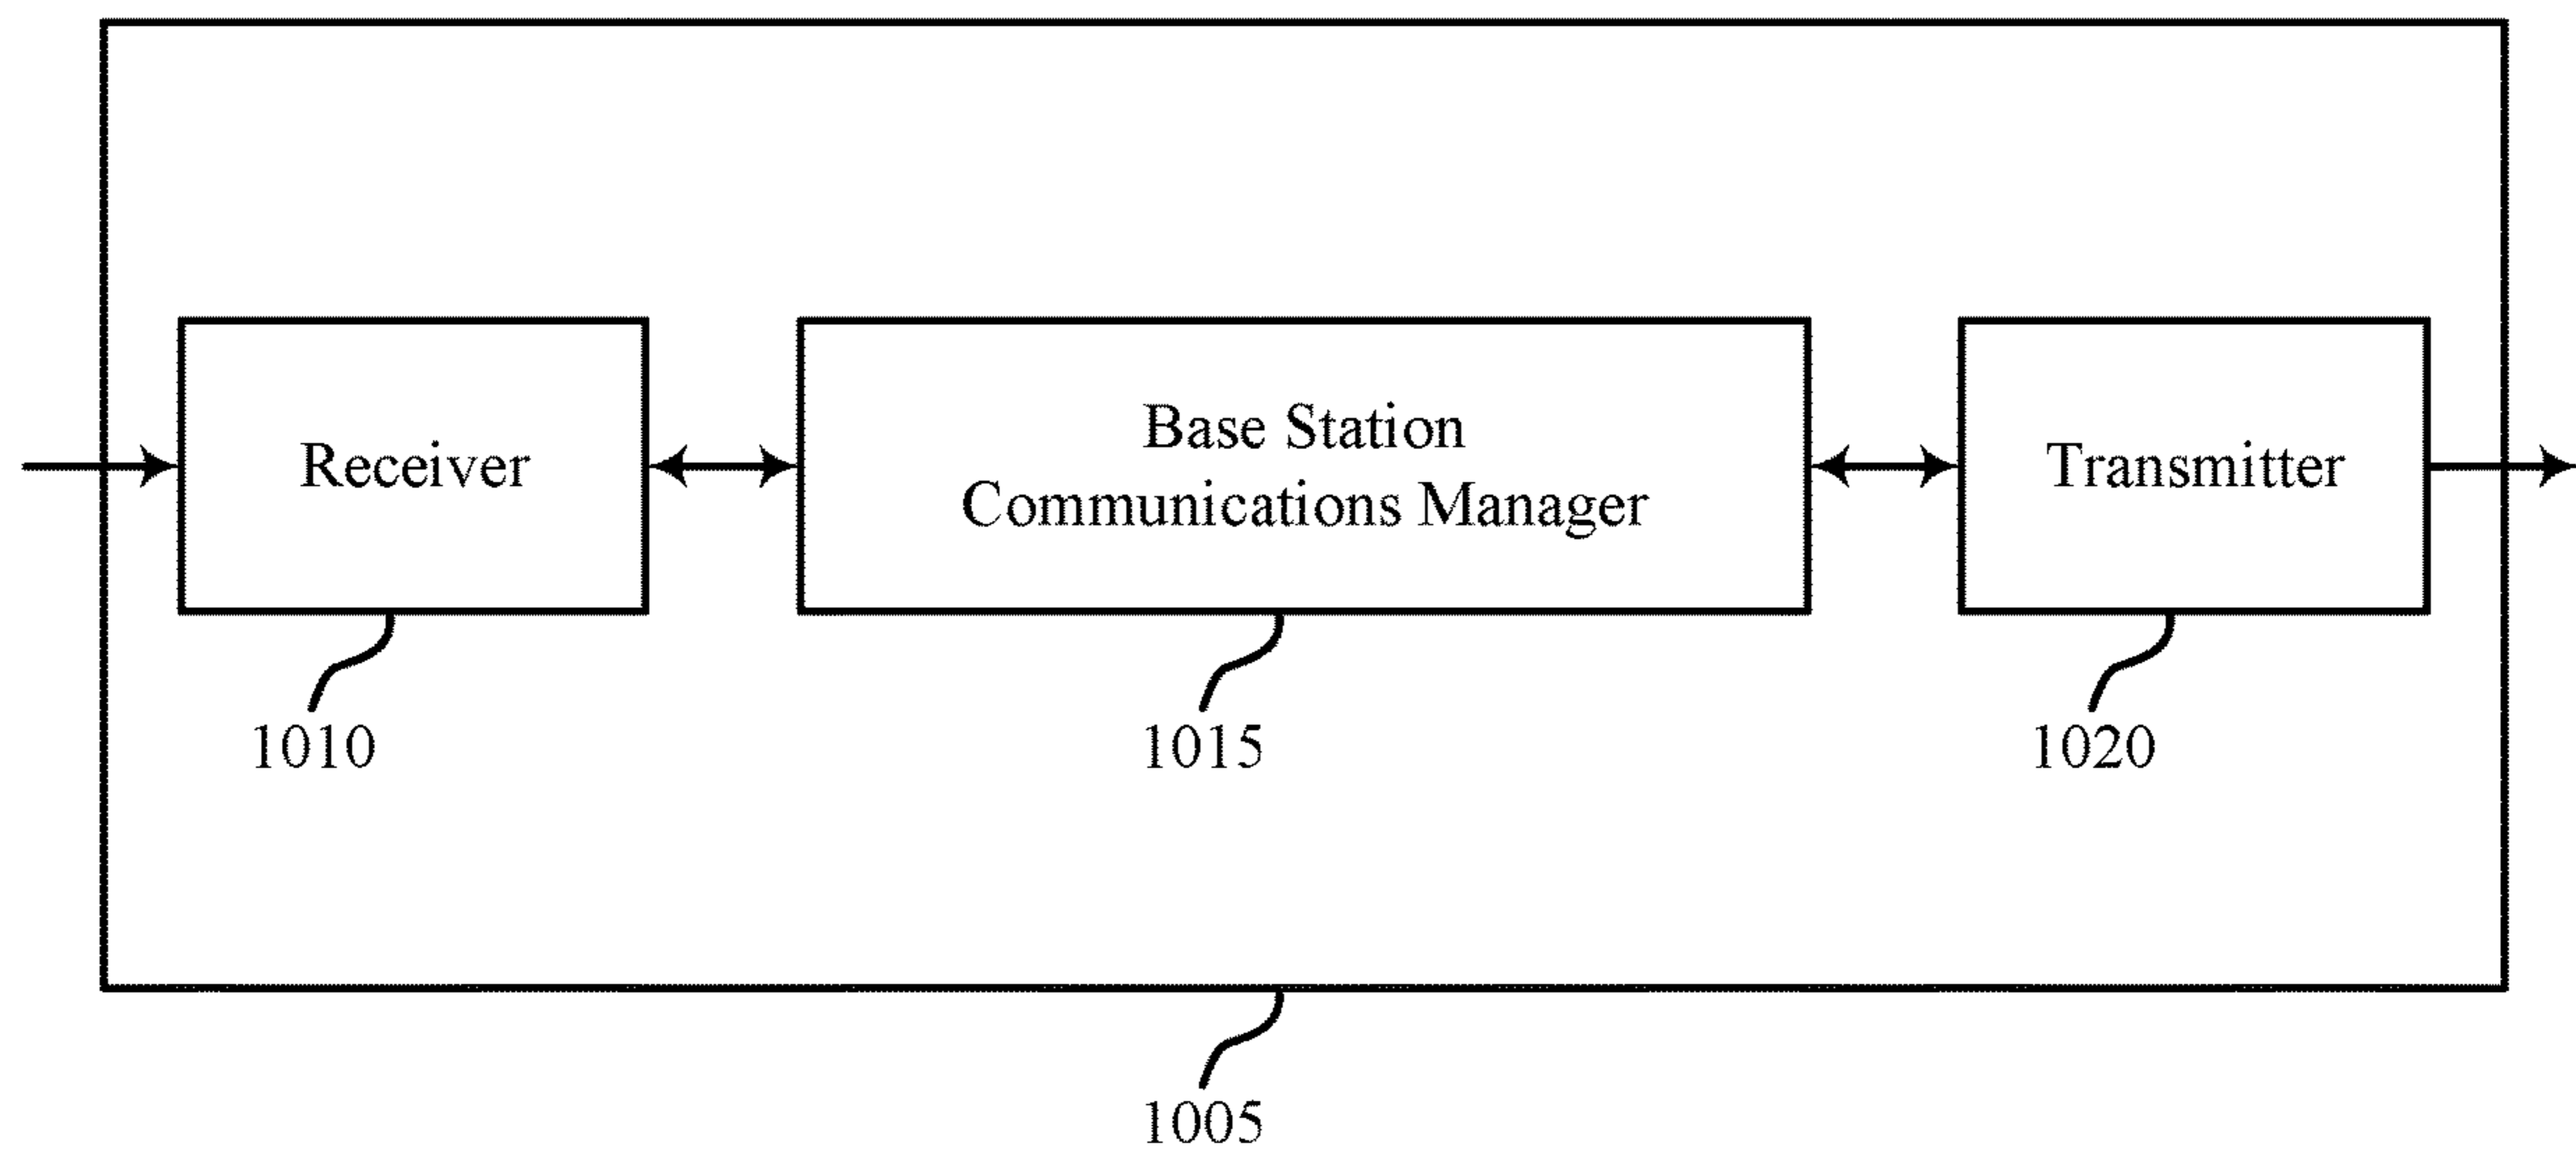 Receiver
Base Station
Communications Manager
Transmitter
1010
1015
1020
1005